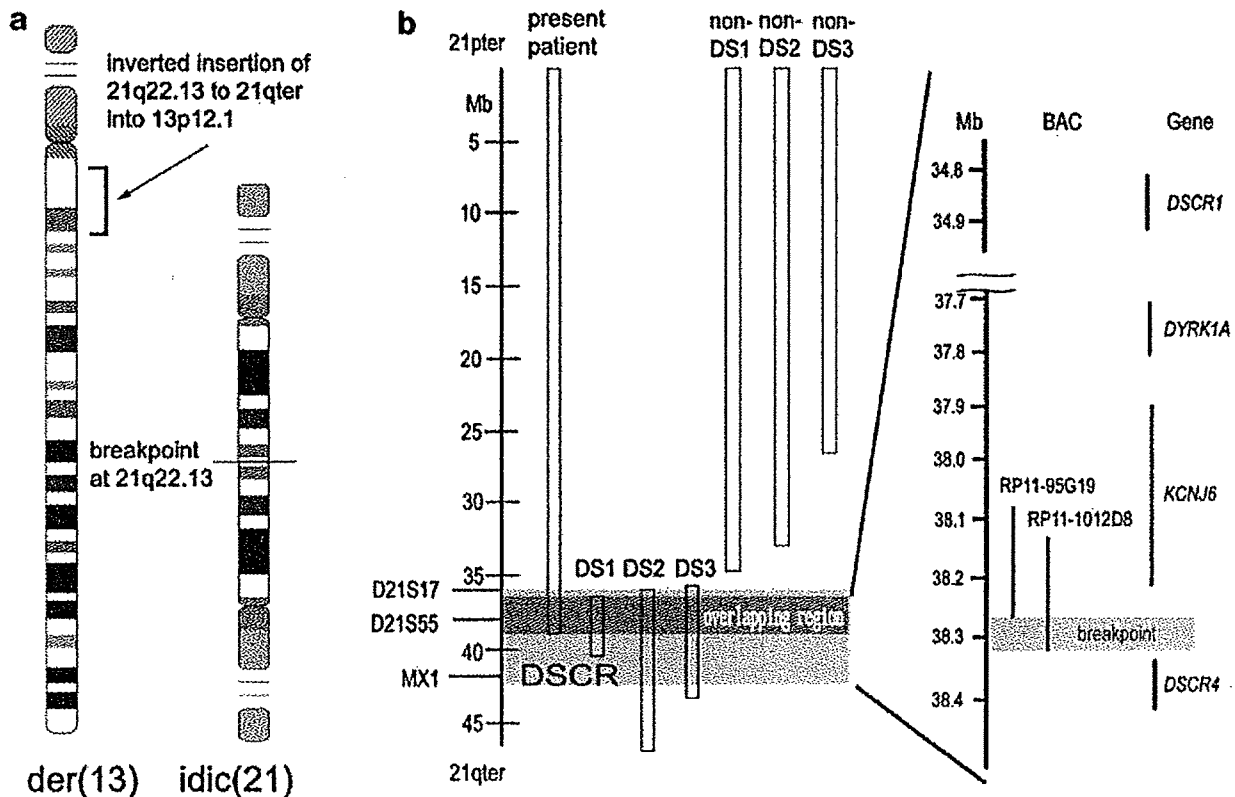 a
inverted insertion of
21q22.13 to 21qter
into 13p12.1
breakpoint
at 21q22.13
der(13)
idic(21)
b
21pter
present
patient
non-
DS1
non-
DS2
non-
DS3
Mb
5
10
15
20
25
30
35
40
45
21qter
D21S17
D21S55
MX1
DS1
DS2
DS3
overlapping region
DSCR
Mb
BAC
Gene
34.8
34.9
37.7
37.8
37.9
38.0
38.1
38.2
38.3
38.4
RP11-95G19
RP11-1012D8
breakpoint
DSCR1
DYRK1A
KCNJ6
DSCR4